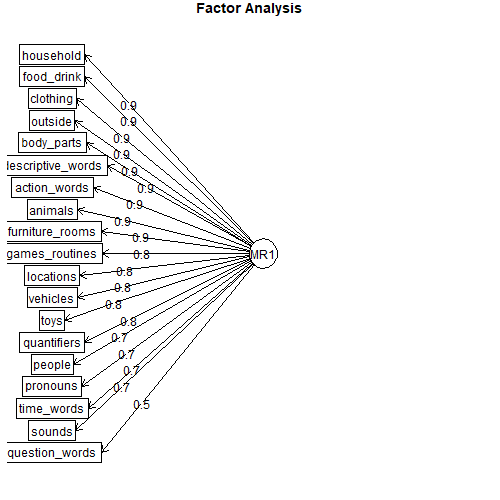 Factor Analysis
household 0.9
food_drink 0.9
clothing 0.9
outside 0.9
body_parts 0.9
descriptive_words 0.9
action_words 0.9
animals 0.9
furniture_rooms 0.9
games_routines 0.8
locations 0.8
vehicles 0.8
toys 0.8
quantifiers 0.8
people 0.7
pronouns 0.7
time_words 0.7
sounds 0.7
question_words 0.5
MR1